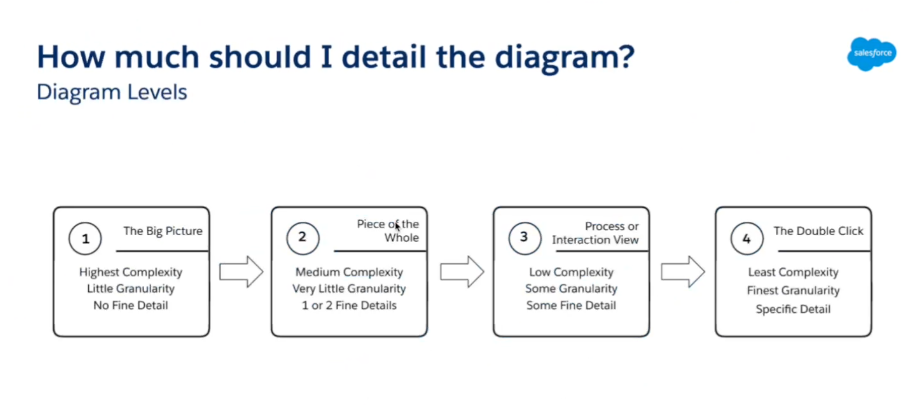 How much should I detail the diagram?
salesforce
Diagram Levels
1
The Big Picture
Highest Complexity
Little Granularity
No Fine Detail
2
Piece of the
Whole
Medium Complexity
Very Little Granularity
1 or 2 Fine Details
3
Process or
Interaction View
Low Complexity
Some Granularity
Some Fine Detail
4
The Double Click
Least Complexity
Finest Granularity
Specific Detail